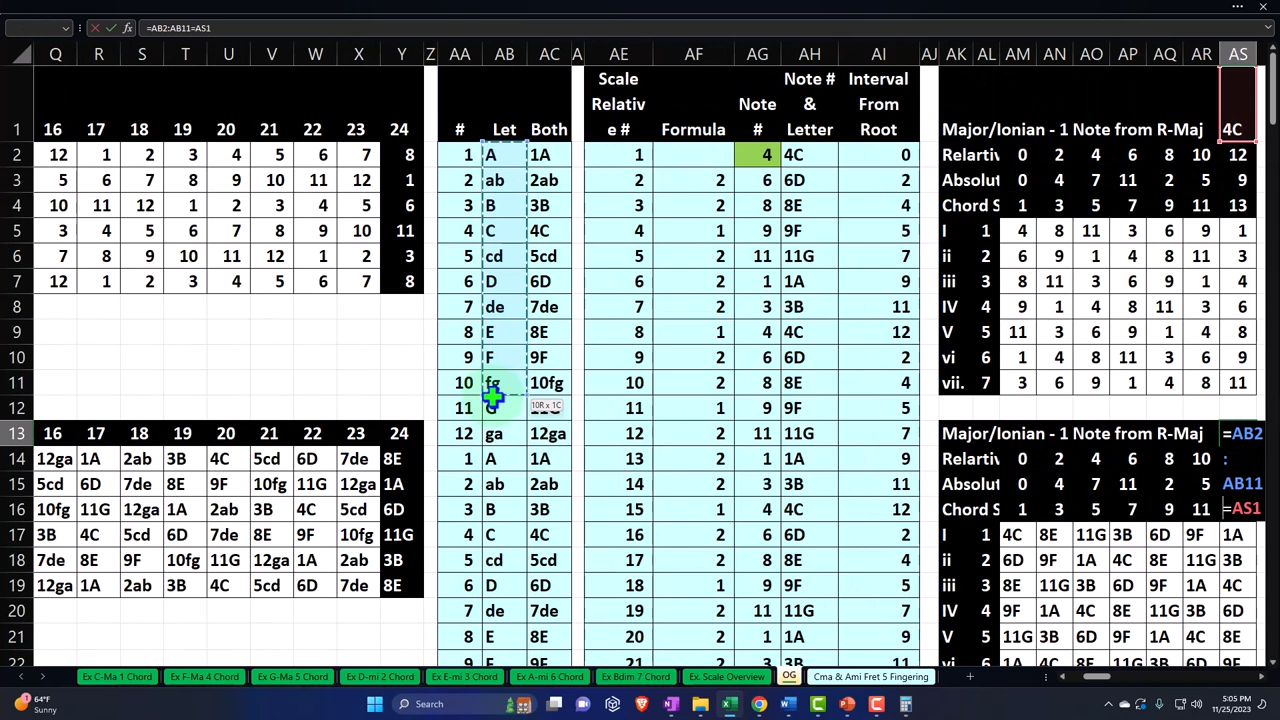 =AB2:AB11=AS1
Q R S T U V W X Y Z AA AB AC A AE AF AG AH AI AJ AK AL AM AN AO AP AQ AR AS
1 16 17 18 19 20 21 22 23 24 # Let Both Scale Relativ e # Formula Note # Note # & Letter Interval From Root Major/Ionian - 1 Note from R-Maj 4C
2 12 1 2 3 4 5 6 7 8 1 A 1A 1 4 4C 0 Relartiv 0 2 4 6 8 10 12
3 5 6 7 8 9 10 11 12 1 2 ab 2ab 2 2 6 6D 2 Absolut 0 4 7 11 2 5 9
4 10 11 12 1 2 3 4 5 6 3 B 3B 3 2 8 8E 4 Chord S 1 3 5 7 9 11 13
5 3 4 5 6 7 8 9 10 11 4 C 4C 4 1 9 9F 5 I 1 4 8 11 3 6 9 1
6 7 8 9 10 11 12 1 2 3 5 cd 5cd 5 2 11 11G 7 ii 2 6 9 1 4 8 11 3
7 12 1 2 3 4 5 6 7 8 6 D 6D 6 2 1 1A 9 iii 3 8 11 3 6 9 1 4
8 7 de 7de 7 2 3 3B 11 IV 4 9 1 4 8 11 3 6
9 8 E 8E 8 1 4 4C 12 V 5 11 3 6 9 1 4 8
10 9 F 9F 9 2 6 6D 2 vi 6 1 4 8 11 3 6 9
11 10 fg 10fg 10 2 8 8E 4 vii. 7 3 6 9 1 4 8 11
12 11 G 11 1 9 9F 5
10R x 1C
13 16 17 18 19 20 21 22 23 24 12 ga 12ga 12 2 11 11G 7 Major/Ionian - 1 Note from R-Maj =AB2
14 12ga 1A 2ab 3B 4C 5cd 6D 7de 8E 1 A 1A 13 2 1 1A 9 Relartiv 0 2 4 6 8 10 :
15 5cd 6D 7de 8E 9F 10fg 11G 12ga 1A 2 ab 2ab 14 2 3 3B 11 Absolut 0 4 7 11 2 5 AB11
16 10fg 11G 12ga 1A 2ab 3B 4C 5cd 6D 3 B 3B 15 1 4 4C 12 Chord S 1 3 5 7 9 11 =AS1
17 3B 4C 5cd 6D 7de 8E 9F 10fg 11G 4 C 4C 16 2 6 6D 2 I 1 4C 8E 11G 3B 6D 9F 1A
18 7de 8E 9F 10fg 11G 12ga 1A 2ab 3B 5 cd 5cd 17 2 8 8E 4 ii 2 6D 9F 1A 4C 8E 11G 3B
19 12ga 1A 2ab 3B 4C 5cd 6D 7de 8E 6 D 6D 18 1 9 9F 5 iii 3 8E 11G 3B 6D 9F 1A 4C
20 7 de 7de 19 2 11 11G 7 IV 4 9F 1A 4C 8E 11G 3B 6D
21 8 E 8E 20 2 1 1A 9 V 5 11G 3B 6D 9F 1A 4C 8E
22 9 F 9F 21 2 3 3B 11 vi 6 1A 4C 8E 11G 3B 6D 9F
Ex C-Ma 1 Chord Ex F-Ma 4 Chord Ex G-Ma 5 Chord Ex D-mi 2 Chord Ex E-mi 3 Chord Ex A-mi 6 Chord Ex Bdim 7 Chord Ex. Scale Overview OG Cma & Ami Fret 5 Fingering
64°F
Sunny
Search
5:05 PM
11/25/2023